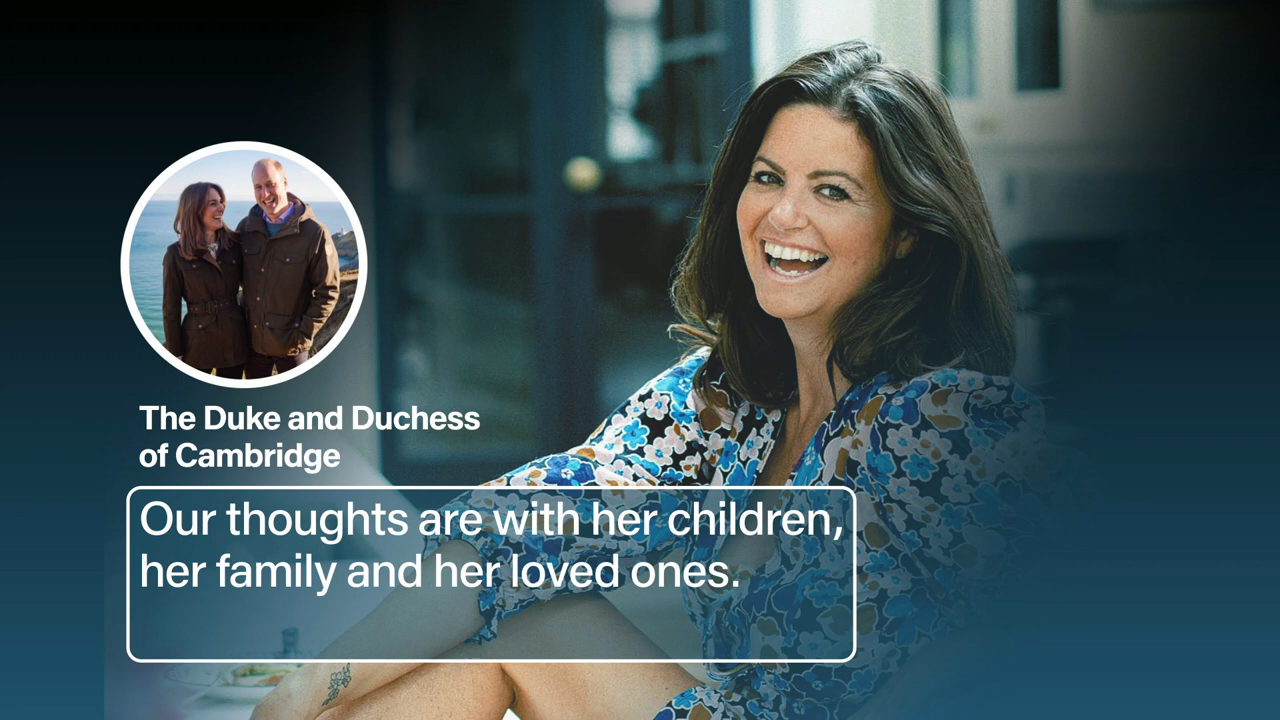 The Duke and Duchess
of Cambridge
Our thoughts are with her children,
her family and her loved ones.